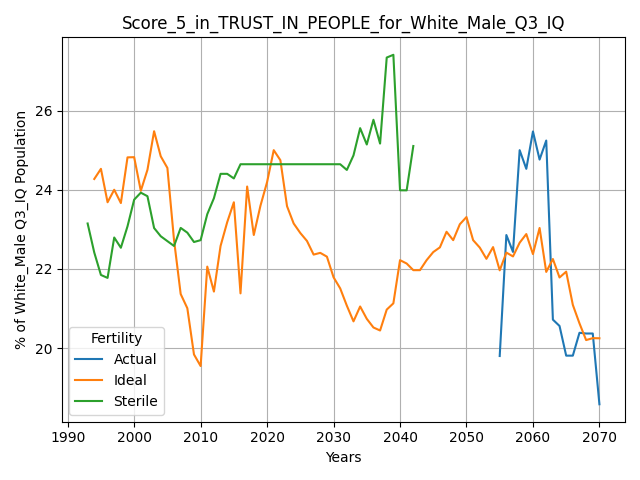 Score_5_in_TRUST_IN_PEOPLE_for_White_Male_Q3_IQ
% of White_Male Q3_IQ Population
26
24
22
20
Fertility
Actual
Ideal
Sterile
1990 2000 2010 2020 2030 2040 2050 2060 2070
Years